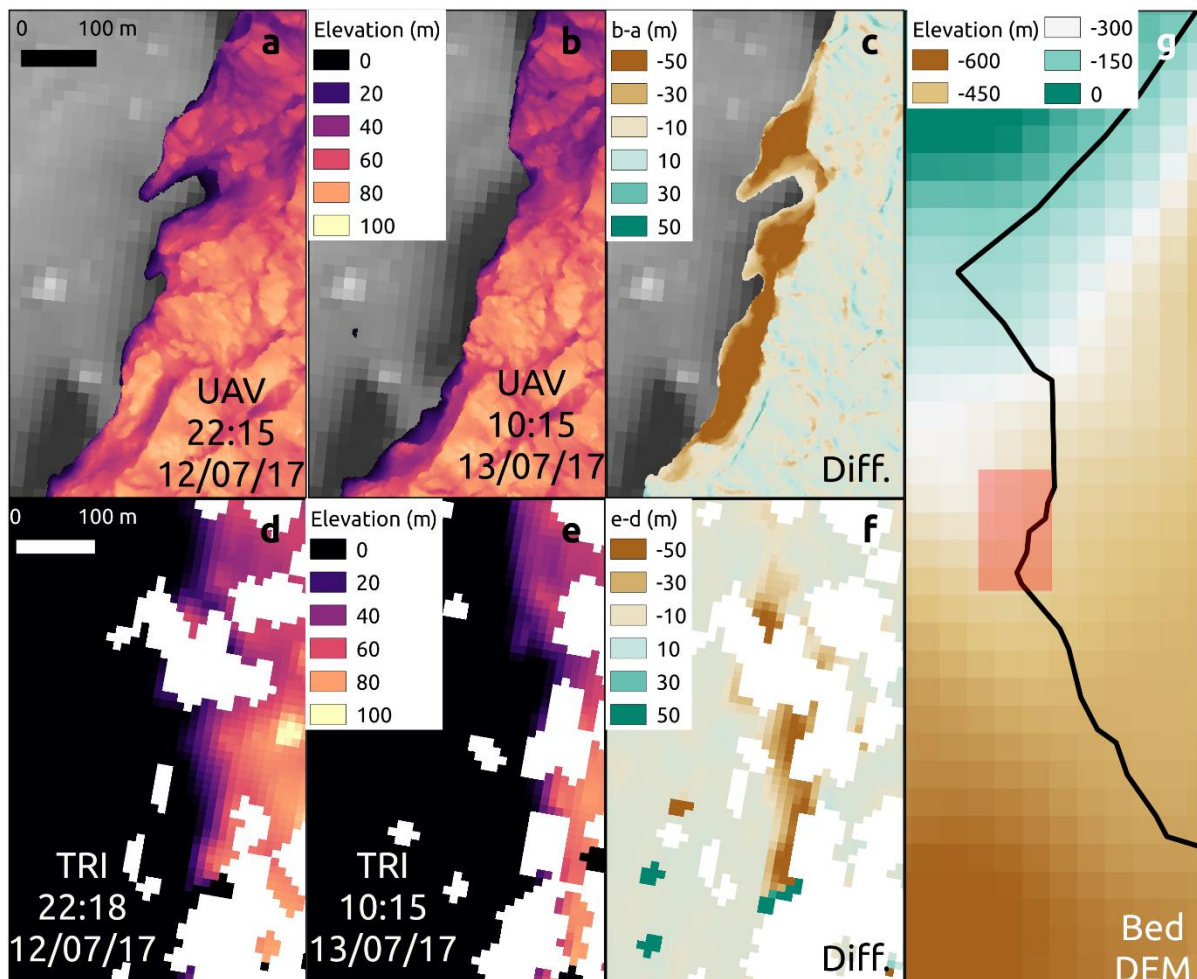 0 100 m
a
UAV
22:15
12/07/17
Elevation (m)
0
20
40
60
80
100
b
UAV
10:15
13/07/17
b-a (m)
-50
-30
-10
10
30
50
c
Diff.
0 100 m
d
TRI
22:18
12/07/17
Elevation (m)
0
20
40
60
80
100
e
TRI
10:15
13/07/17
e-d (m)
-50
-30
-10
10
30
50
f
Diff.
Elevation (m)
-600
-450
-300
-150
0
g
Bed
DEM